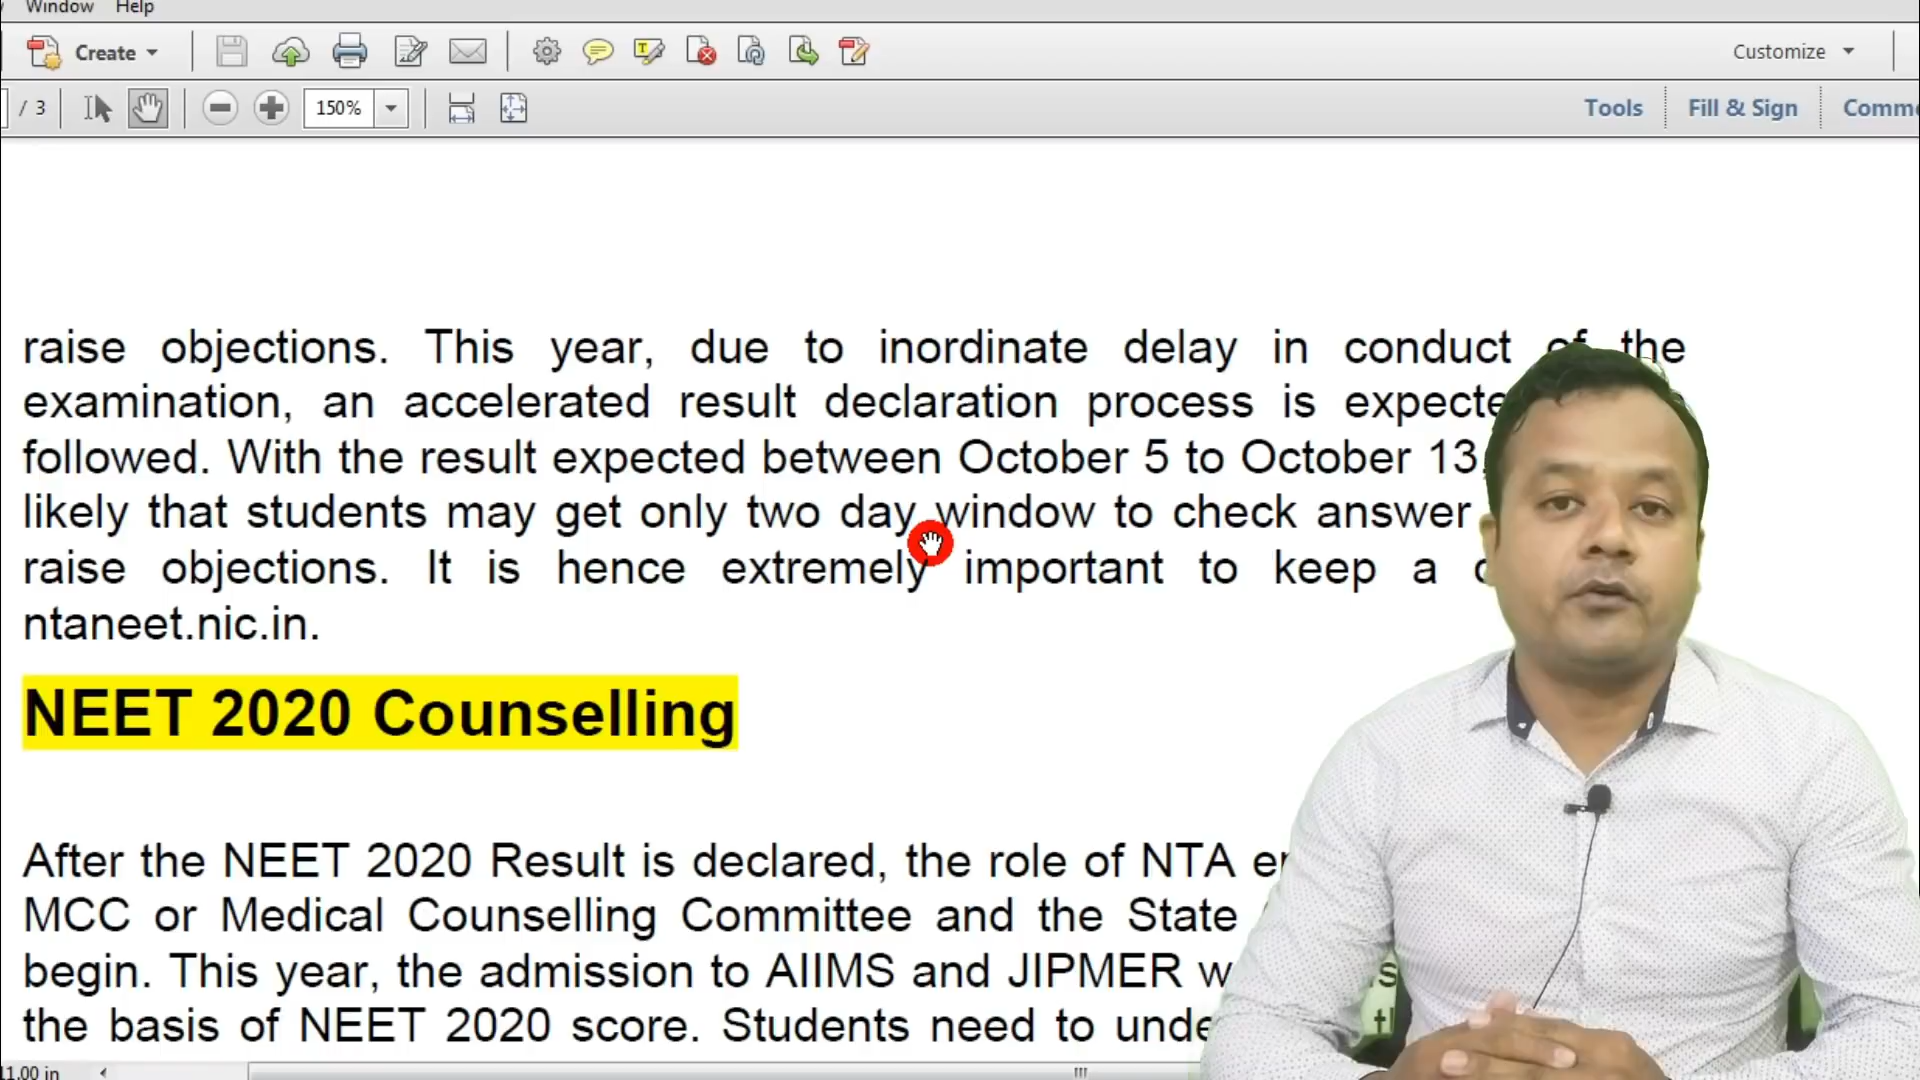 Window Help
Create
Customize
/ 3
150%
Tools
Fill & Sign
raise objections. This year, due to inordinate delay in conduct of the
examination, an accelerated result declaration process is
followed. With the result expected between October 5 to October 13
likely that students may get only two day window to check answer
raise objections. It is hence extremely important to keep a
ntaneet.nic.in.
NEET 2020 Counselling
After the NEET 2020 Result is declared, the role of NTA
MCC or Medical Counselling Committee and the State
begin. This year, the admission to AIIMS and JIPMER
the basis of NEET 2020 score. Students need to
11.00 in